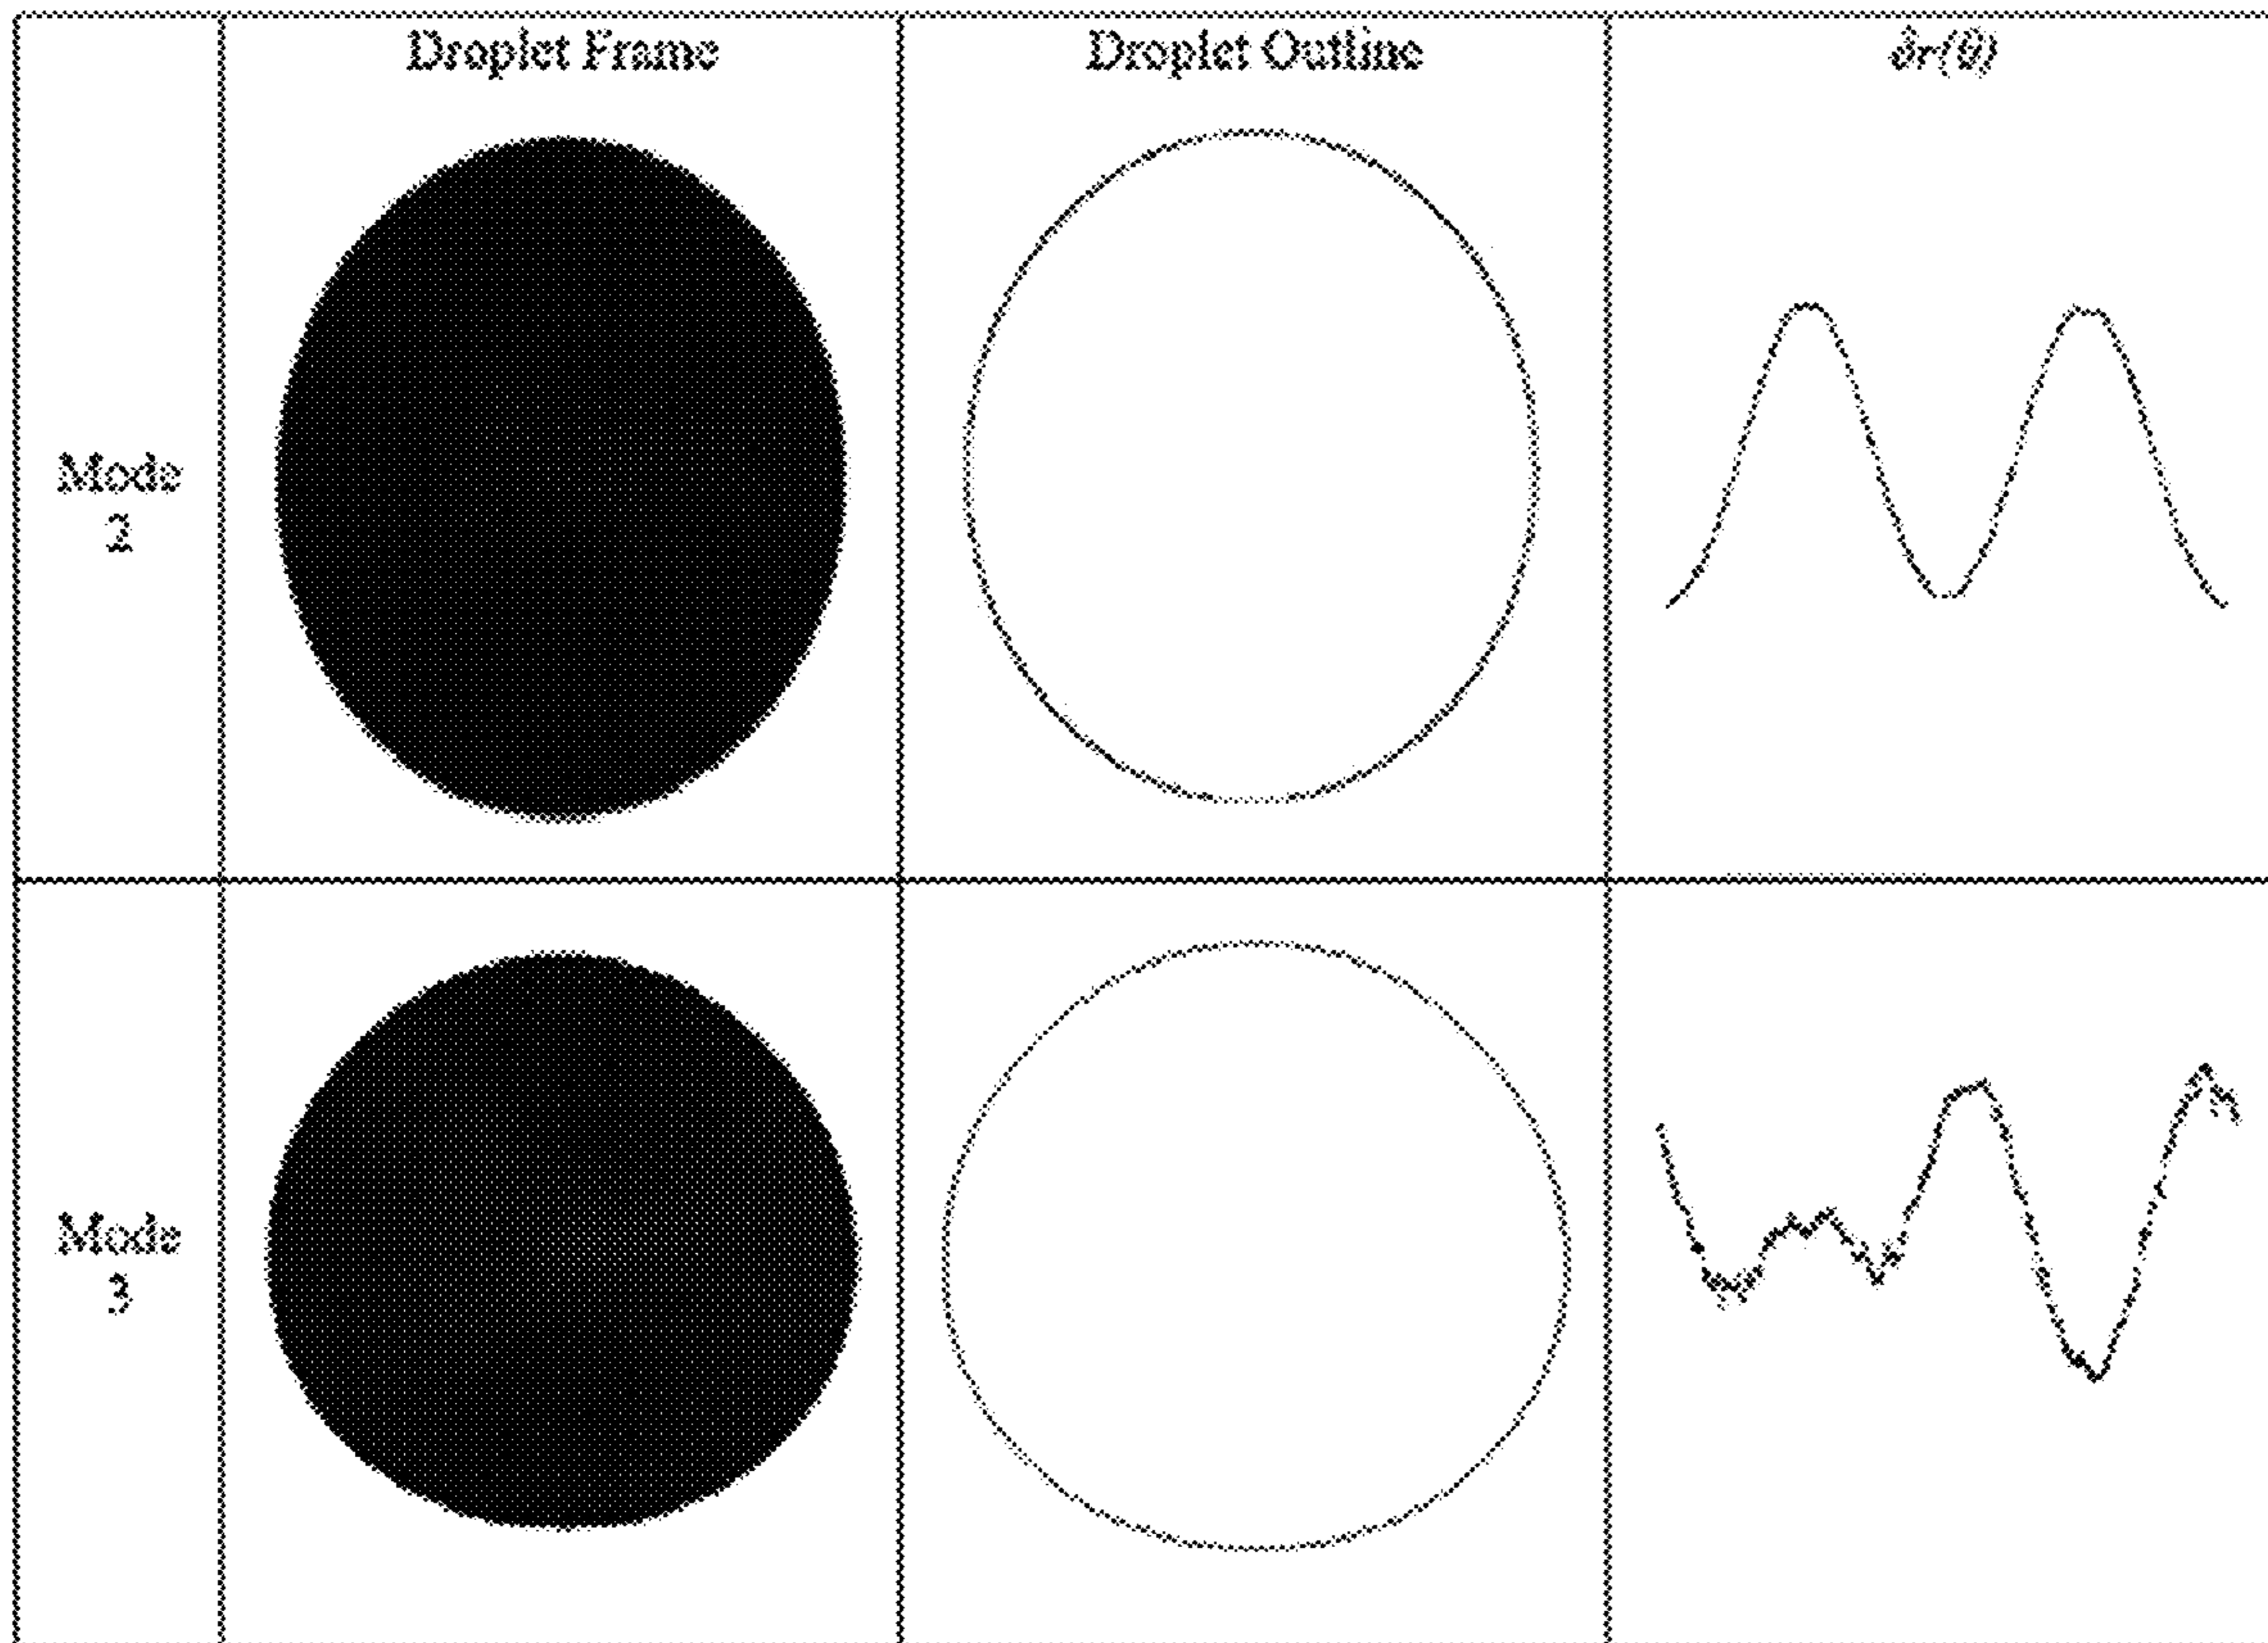 Droplet Frame
Droplet Outline
δr(θ)
Mode
2
Mode
3